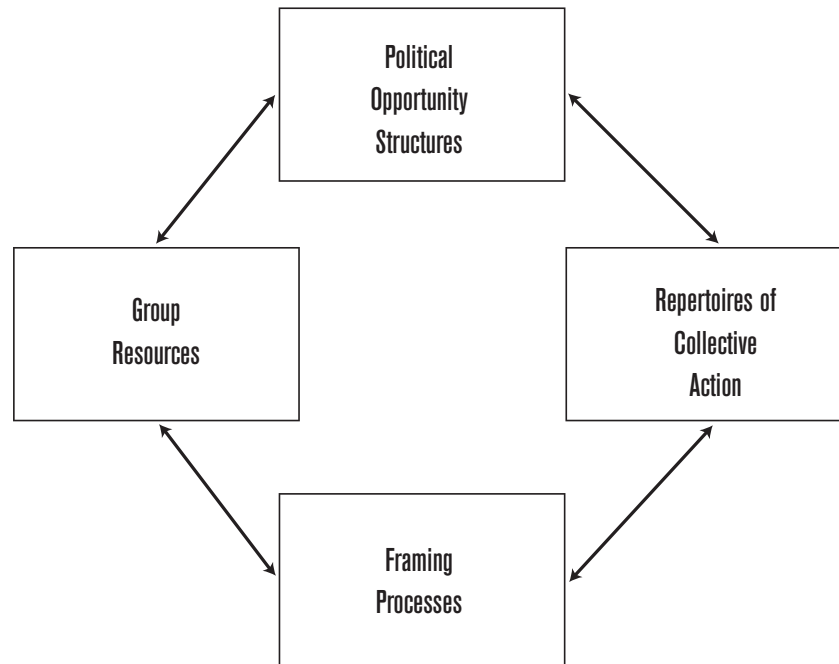 Political
Opportunity
Structures
Group
Resources
Repertoires of
Collective
Action
Framing
Processes